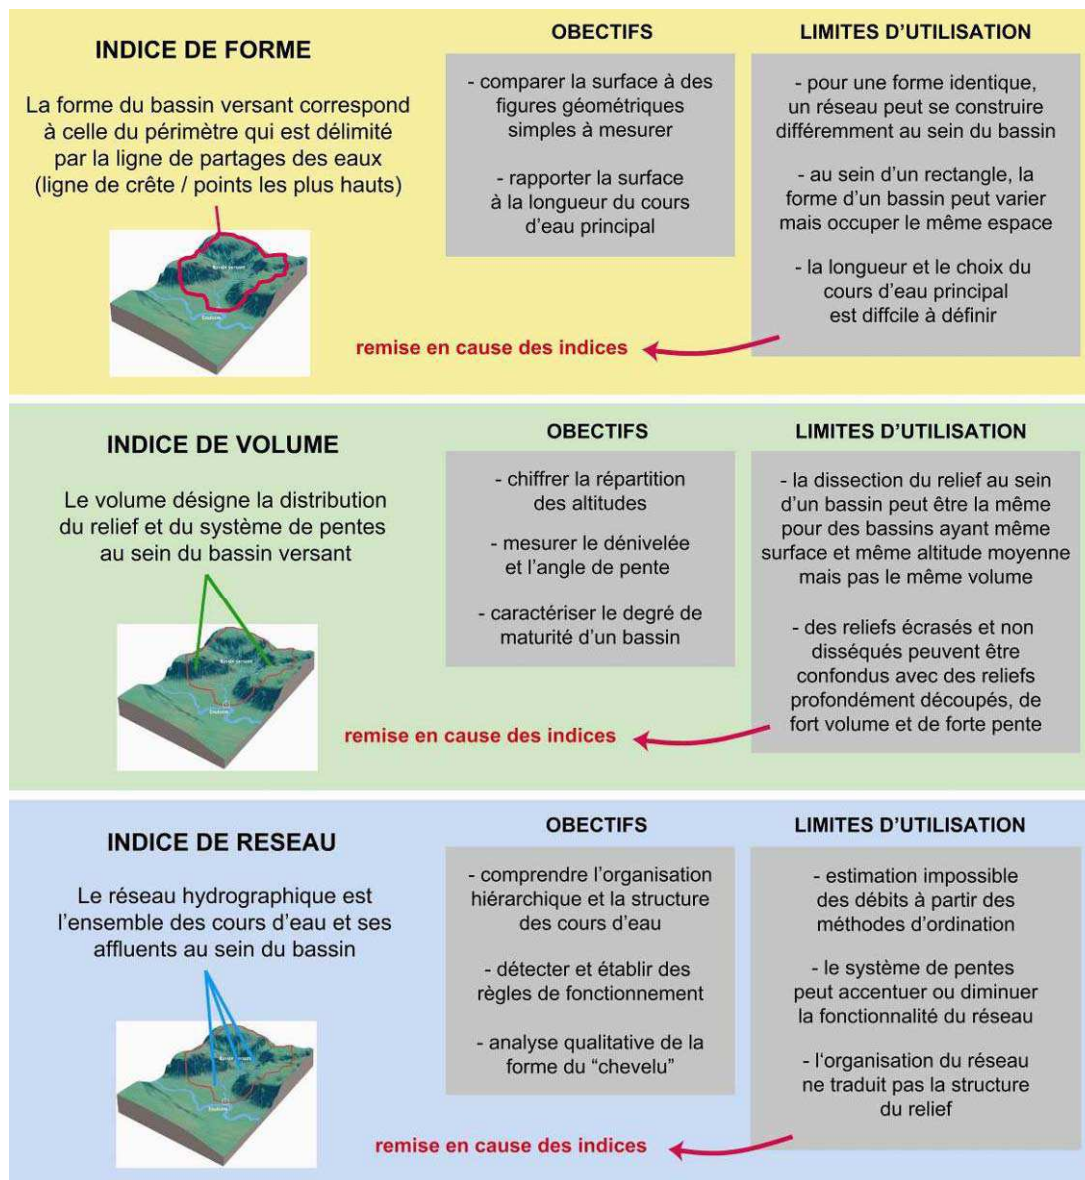 INDICE DE FORME
La forme du bassin versant correspond
à celle du périmètre qui est délimité
par la ligne de partages des eaux
(ligne de crête / points les plus hauts)
OBECTIFS
- comparer la surface à des
figures géométriques
simples à mesurer
- rapporter la surface
à la longueur du cours
d'eau principal
LIMITES D'UTILISATION
- pour une forme identique,
un réseau peut se construire
différemment au sein du bassin
- au sein d'un rectangle, la
forme d'un bassin peut varier
mais occuper le même espace
- la longueur et le choix du
cours d'eau principal
est diffcile à définir
Bassin versant
Exutoire
remise en cause des indices
INDICE DE VOLUME
Le volume désigne la distribution
du relief et du système de pentes
au sein du bassin versant
OBECTIFS
- chiffrer la répartition
des altitudes
- mesurer le dénivelée
et l'angle de pente
- caractériser le degré de
maturité d'un bassin
LIMITES D'UTILISATION
- la dissection du relief au sein
d'un bassin peut être la même
pour des bassins ayant même
surface et même altitude moyenne
mais pas le même volume
- des reliefs écrasés et non
disséqués peuvent être
confondus avec des reliefs
profondément découpés, de
fort volume et de forte pente
Bassin versant
Exutoire
remise en cause des indices
INDICE DE RESEAU
Le réseau hydrographique est
l'ensemble des cours d'eau et ses
affluents au sein du bassin
OBECTIFS
- comprendre l'organisation
hiérarchique et la structure
des cours d'eau
- détecter et établir des
règles de fonctionnement
- analyse qualitative de la
forme du “chevelu”
LIMITES D'UTILISATION
- estimation impossible
des débits à partir des
méthodes d'ordination
- le système de pentes
peut accentuer ou diminuer
la fonctionnalité du réseau
- l'organisation du réseau
ne traduit pas la structure
du relief
Bassin versant
Exutoire
remise en cause des indices